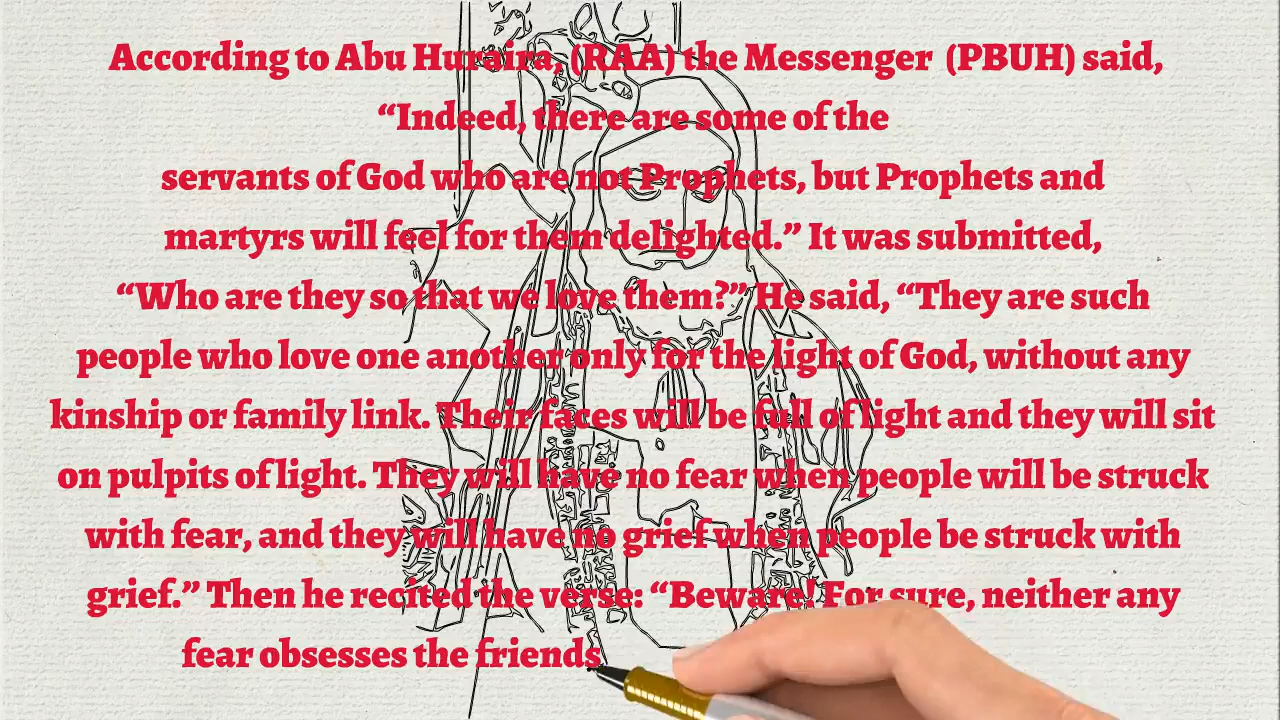 According to Abu Huraira, (RAA) the Messenger (PBUH) said,
“Indeed, there are some of the
servants of God who are not Prophets, but Prophets and
martyrs will feel for them delighted.” It was submitted,
“Who are they so that we love them?” He said, “They are such
people who love one another only for the light of God, without any
kinship or family link. Their faces will be full of light and they will sit
on pulpits of light. They will have no fear when people will be struck
with fear, and they will have no grief when people be struck with
grief.” Then he recited the verse: “Beware! For sure, neither any
fear obsesses the friends